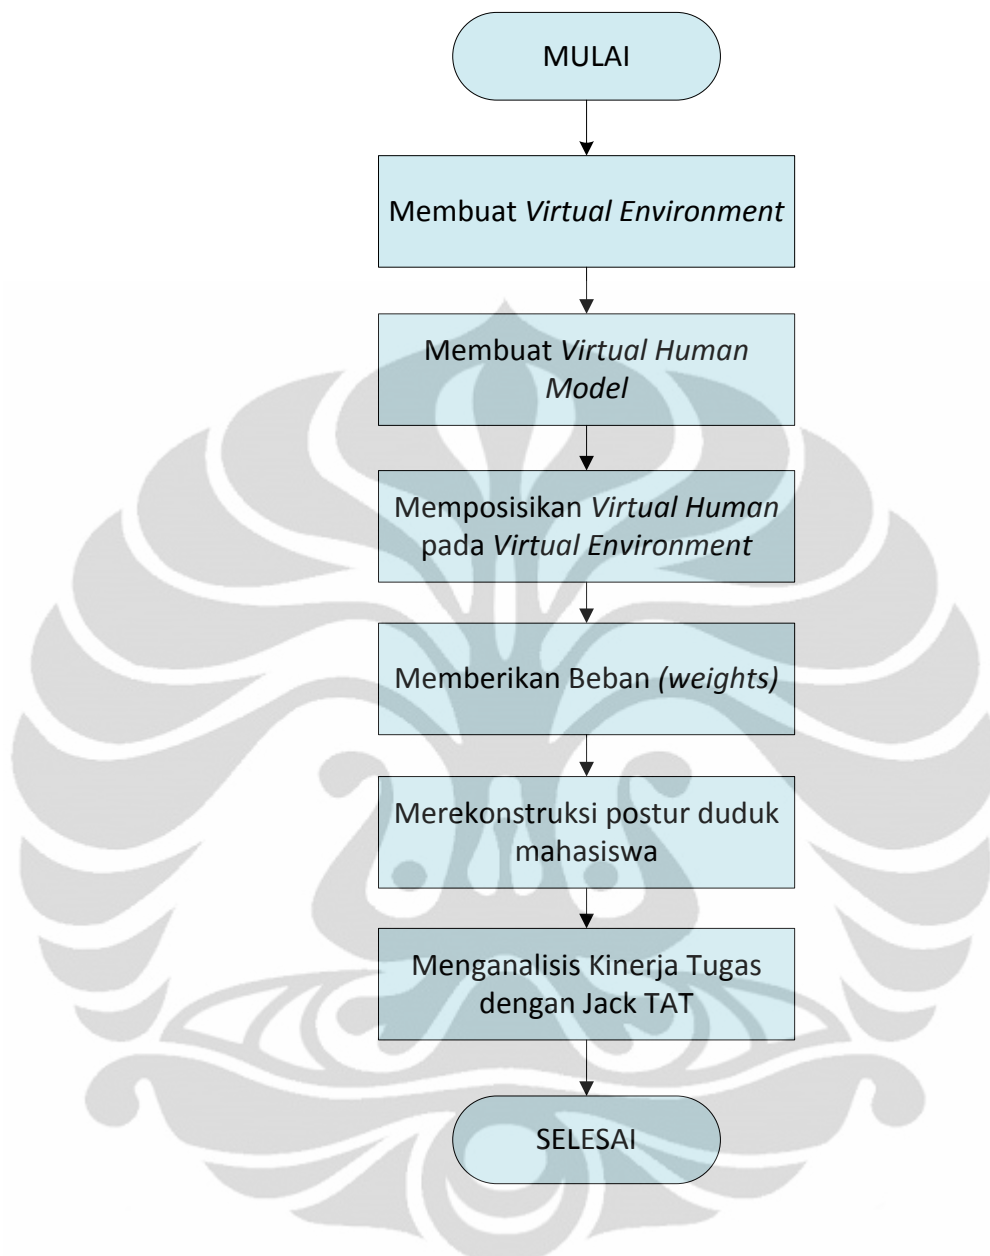 MULAI
Membuat Virtual Environment
Membuat Virtual Human
Model
Memposisikan Virtual Human
pada Virtual Environment
Memberikan Beban (weights)
Merekonstruksi postur duduk
mahasiswa
Menganalisis Kinerja Tugas
dengan Jack TAT
SELESAI